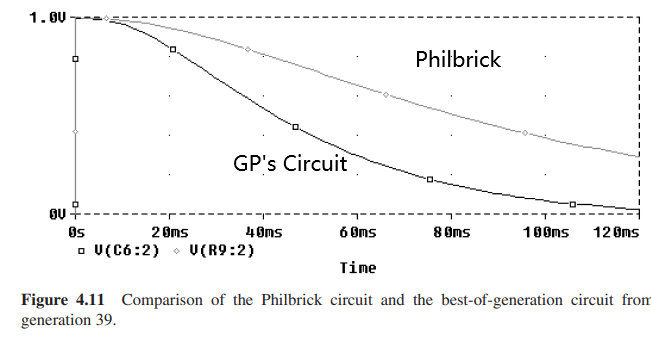 1.0V
Philbrick
GP's Circuit
0V
0s 20ms 40ms 60ms 80ms 100ms 120ms
V(C6:2) V(R9:2)
Time
Figure 4.11 Comparison of the Philbrick circuit and the best-of-generation circuit from
generation 39.